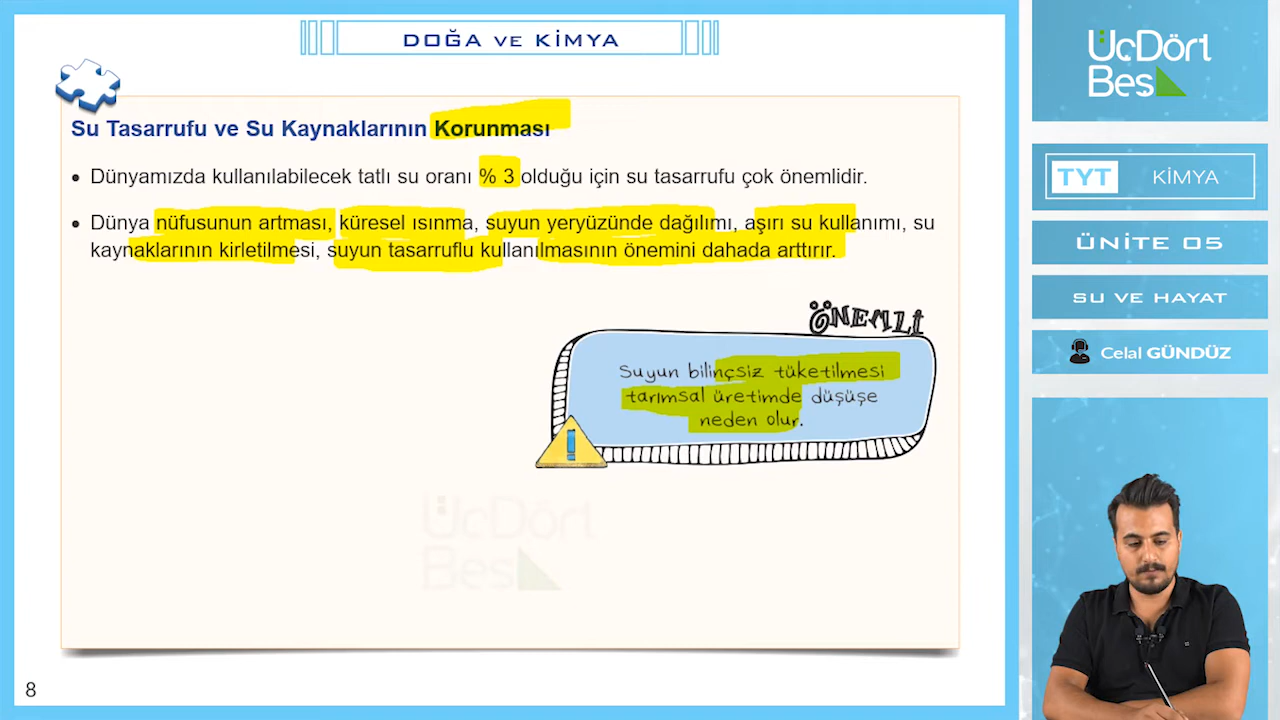 DOĞA VE KİMYA
Su Tasarrufu ve Su Kaynaklarının Korunması
• Dünyamızda kullanılabilecek tatlı su oranı % 3 olduğu için su tasarrufu çok önemlidir.
• Dünya nüfusunun artması, küresel ısınma, suyun yeryüzünde dağılımı, aşırı su kullanımı, su
kaynaklarının kirletilmesi, suyun tasarruflu kullanılmasının önemini dahada arttırır.
ÖNEMLİ
Suyun bilinçsiz tüketilmesi
tarımsal üretimde düşüşe
neden olur.
ÜçDört
Beş
8
ÜçDört
Beş
TYT KİMYA
ÜNİTE 05
SU VE HAYAT
Celal GÜNDÜZ